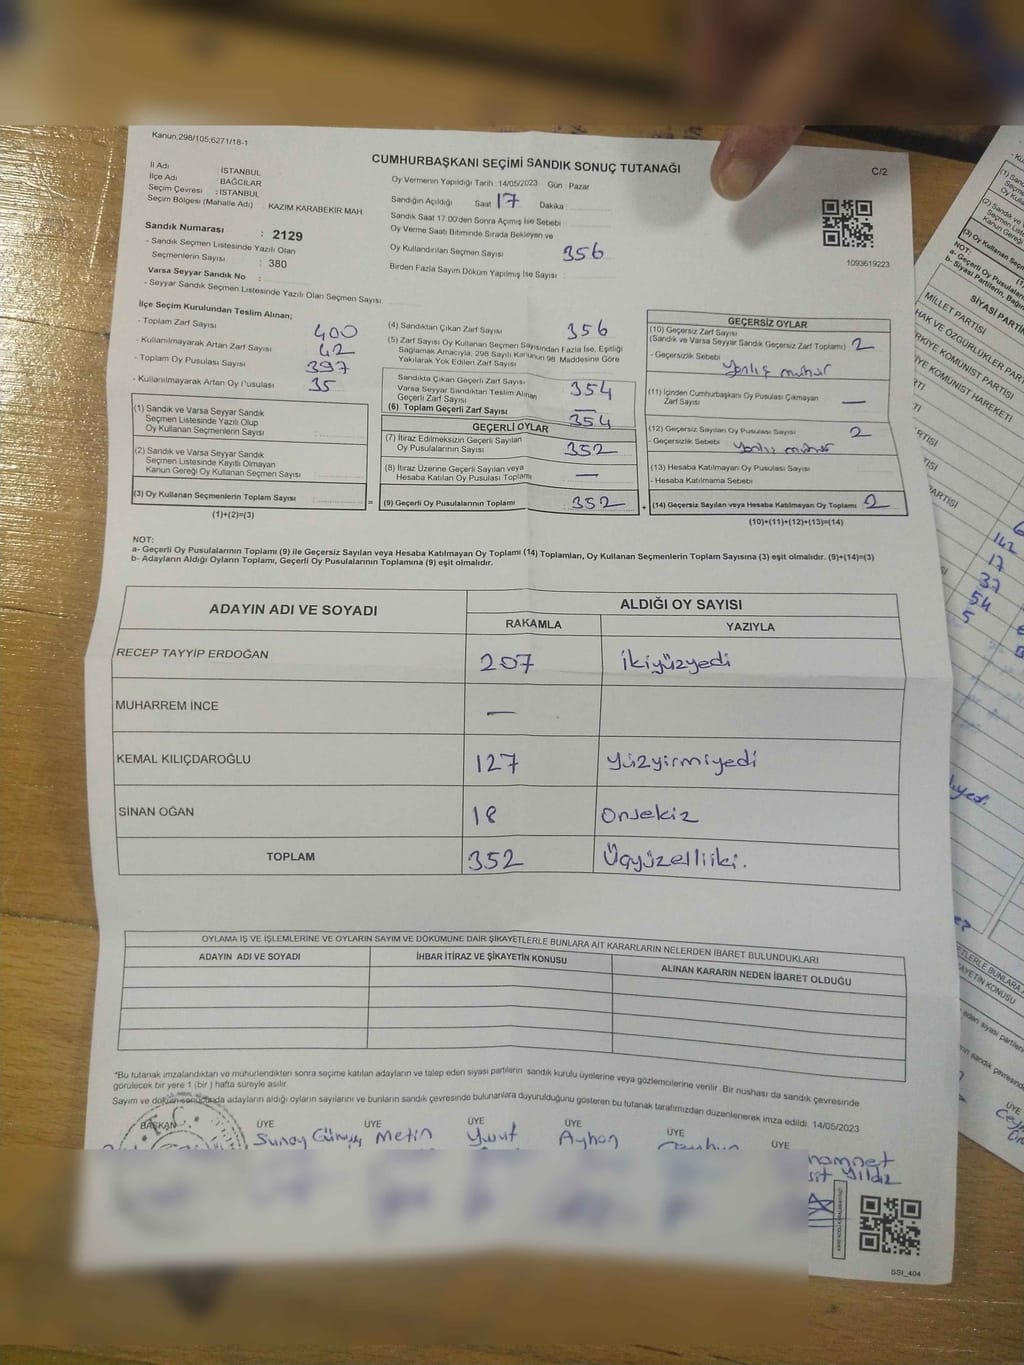 Kanun,298/105,6271/18-1
CUMHURBAŞKANI SEÇİMİ SANDIK SONUÇ TUTANAĞI
C/2
İl Adı : İSTANBUL
İlçe Adı : BAĞCILAR
Seçim Çevresi : İSTANBUL
Seçim Bölgesi (Mahalle Adı) : KAZIM KARABEKİR MAH.
Oy Vermenin Yapıldığı Tarih :14/05/2023 Gün : Pazar
Sandığın Açıldığı Saat 17 Dakika :
Sandık Saat 17:00'den Sonra Açımış İse Sebebi
Oy Verme Saati Bitiminde Sırada Bekleyen ve
Oy Kullandırılan Seçmen Sayısı 356
Birden Fazla Sayım Döküm Yapılmış İse Sayısı :
1093619223
Sandık Numarası : 2129
- Sandık Seçmen Listesinde Yazılı Olan
Seçmenlerin Sayısı : 380
Varsa Seyyar Sandık No :
- Seyyar Seçmen Listesinde Yazılı Olan Seçmen Sayısı
İlçe Seçim Kurulundan Teslim Alınan;
- Toplam Zarf Sayısı 400
- Kullanılmayarak Artan Zarf Sayısı 42
- Toplam Oy Pusulası Sayısı 397
- Kullanılmayarak Artan Oy Pusulası 35
(1) Sandık ve Varsa Seyyar Sandık
Seçmen Listesinde Yazılı Olup
Oy Kullanan Seçmenlerin Sayısı
(2) Sandık ve Varsa Seyyar Sandık
Seçmen Listesinde Kayıtlı Olmayan
Kanun Gereği Oy Kullanan Seçmen Sayısı
(3) Oy Kullanan Seçmenlerin Toplam Sayısı
(1)+(2)=(3)
(4) Sandıktan Çıkan Zarf Sayısı 356
(5) Zarf Sayısı Oy Kullanan Seçmen Sayısından Fazla İse, Eşitliği
Sağlamak Amacıyla, 298 Sayılı Kanunun 98. Maddesine Göre
Yakılarak Yok Edilen Zarf Sayısı
Sandıkta Çıkan Geçerli Zarf Sayısı 354
Varsa Seyyar Sandıktan Teslim Alınan
Geçerli Zarf Sayısı —
(6) Toplam Geçerli Zarf Sayısı 354
GEÇERLİ OYLAR
(7) İtiraz Edilmeksizin Geçerli Sayılan
Oy Pusulalarının Sayısı 352
(8) İtiraz Üzerine Geçerli Sayılan veya
Hesaba Katılan Oy Pusulası Toplamı —
(9) Geçerli Oy Pusulalarının Toplamı 352
GEÇERSİZ OYLAR
(10) Geçersiz Zarf Sayısı
(Sandık ve Varsa Seyyar Sandık Geçersiz Zarf Toplamı) 2
- Geçersizlik Sebebi yanlış mühür
(11) İçinden Cumhurbaşkanı Oy Pusulası Çıkmayan
Zarf Sayısı —
(12) Geçersiz Sayılan Oy Pusulası Sayısı 2
- Geçersizlik Sebebi yanlış mühür
(13) Hesaba Katılmayan Oy Pusulası Sayısı
- Hesaba Katılmama Sebebi
(14) Geçersiz Sayılan veya Hesaba Katılmayan Oy Toplamı 2
(10)+(11)+(12)+(13)=(14)
NOT:
a- Geçerli Oy Pusulalarının Toplamı (9) ile Geçersiz Sayılan veya Hesaba Katılmayan Oy Toplamı (14) Toplamları, Oy Kullanan Seçmenlerin Toplam Sayısına (3) eşit olmalıdır. (9)+(14)=(3)
b- Adayların Aldığı Oyların Toplamı, Geçerli Oy Pusulalarının Toplamına (9) eşit olmalıdır.
ADAYIN ADI VE SOYADI ALDIĞI OY SAYISI
RAKAMLA YAZIYLA
RECEP TAYYİP ERDOĞAN 207 ikiyüzyedi
MUHARREM İNCE —
KEMAL KILIÇDAROĞLU 127 yüzyirmiyedi
SİNAN OĞAN 18 onsekiz
TOPLAM 352 Üçyüzelliiki.
OYLAMA İŞ VE İŞLEMLERİNE VE OYLARIN SAYIM VE DÖKÜMÜNE DAİR ŞİKAYETLERLE BUNLARA AİT KARARLARIN NELERDEN İBARET BULUNDUKLARI
ADAYIN ADI VE SOYADI İHBAR İTİRAZ VE ŞİKAYETİN KONUSU ALINAN KARARIN NEDEN İBARET OLDUĞU
*Bu tutanak imzalandıktan ve mühürlendikten sonra seçime katılan adayların ve talep eden siyasi partilerin sandık kurulu üyelerine veya gözlemcilerine verilir. Bir nüshası da sandık çevresinde
görülecek bir yere 1 (bir) hafta süreyle asılır.
Sayım ve döküm sonucunda adayların aldığı oyların sayılarını ve bunların sandık çevresinde bulunanlara duyurulduğunu gösteren bu tutanak tarafımızdan düzenlenerek imza edildi. 14/05/2023
BAŞKAN ÜYE ÜYE ÜYE ÜYE ÜYE ÜYE
Sunay Metin Yusuf Ayhan
Yıldız
SSI_404
MİLLET PARTİSİ
142
17
37
54
5